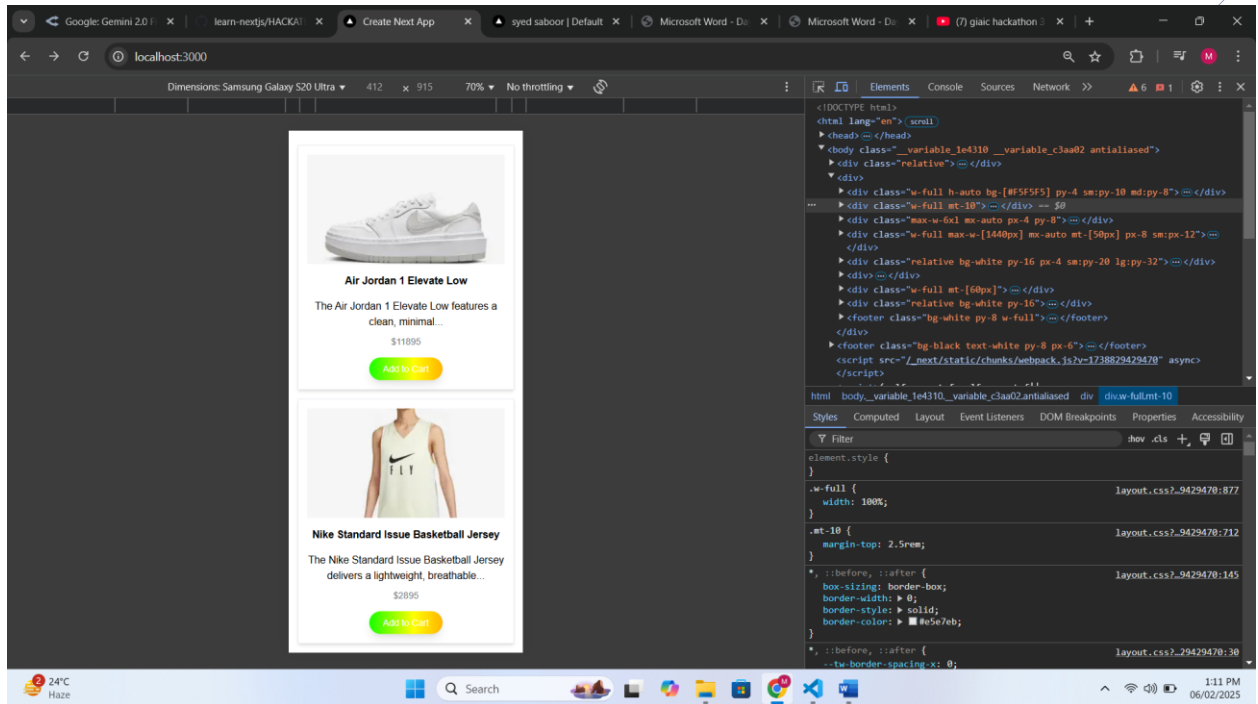 Google: Gemini 2.0 F
learn-nextjs/HACKAT
Create Next App
syed saboor | Default
Microsoft Word - Da
Microsoft Word - Da
(7) giaic hackathon 3
localhost:3000
M
Dimensions: Samsung Galaxy S20 Ultra
412 x 915
70%
No throttling
Elements Console Sources Network
6 1
<!DOCTYPE html>
<html lang="en"> scroll
<head> … </head>
<body class="__variable_1e4310 __variable_c3aa02 antialiased">
<div class="relative"> … </div>
<div>
<div class="w-full h-auto bg-[#F5F5F5] py-4 sm:py-10 md:py-8"> … </div>
<div class="w-full mt-10"> … </div> == $0
<div class="max-w-6xl mx-auto px-4 py-8"> … </div>
<div class="w-full max-w-[1440px] mx-auto mt-[50px] px-8 sm:px-12"> …
</div>
<div class="relative bg-white py-16 px-4 sm:py-20 lg:py-32"> … </div>
<div> … </div>
<div class="w-full mt-[60px]"> … </div>
<div class="relative bg-white py-16"> … </div>
<footer class="bg-white py-8 w-full"> … </footer>
</div>
<footer class="bg-black text-white py-8 px-6"> … </footer>
<script src="/_next/static/chunks/webpack.js?v=1738829429470" async>
</script>
html body.__variable_1e4310.__variable_c3aa02.antialiased div div.w-full.mt-10
Styles Computed Layout Event Listeners DOM Breakpoints Properties Accessibility
Filter
:hov .cls
element.style {
}
.w-full {
layout.css?…9429470:877
width: 100%;
}
.mt-10 {
layout.css?…9429470:712
margin-top: 2.5rem;
}
*, ::before, ::after {
layout.css?…9429470:145
box-sizing: border-box;
border-width: 0;
border-style: solid;
border-color: #e5e7eb;
}
*, ::before, ::after {
layout.css?…29429470:30
--tw-border-spacing-x: 0;
Air Jordan 1 Elevate Low
The Air Jordan 1 Elevate Low features a
clean, minimal...
$11895
Add to Cart
FLY
Nike Standard Issue Basketball Jersey
The Nike Standard Issue Basketball Jersey
delivers a lightweight, breathable...
$2895
Add to Cart
2
24°C
Haze
Search
1:11 PM
06/02/2025